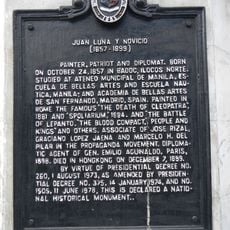 JUAN LUNA Y NOVICIO
(1857-1899)
PAINTER, PATRIOT AND DIPLOMAT. BORN
ON OCTOBER 24, 1857 IN BADOC, ILOCOS NORTE.
STUDIED AT ATENEO MUNICIPAL DE MANILA, ES-
CUELA DE BELLAS ARTES AND ESCUELA NAUTI-
CA, MANILA; AND ACADEMIA DE BELLAS ARTES
DE SAN FERNANDO, MADRID, SPAIN. PAINTED IN
ROME THE FAMOUS "THE DEATH OF CLEOPATRA",
1881 AND "SPOLIARIUM", 1884, AND "THE BATTLE
OF LEPANTO," "THE BLOOD COMPACT," PEOPLE AND
KINGS" AND OTHERS. ASSOCIATE OF JOSE RIZAL,
GRACIANO LOPEZ JAENA AND MARCELO H. DEL
PILAR IN THE PROPAGANDA MOVEMENT. DIPLOMA-
TIC AGENT OF GEN. EMILIO AGUINALDO, PARIS,
1898. DIED IN HONGKONG ON DECEMBER 7, 1899.
BY VIRTUE OF PRESIDENTIAL DECREE NO.
260, 1 AUGUST 1973, AS AMENDED BY PRESIDEN-
TIAL DECREE NO. 375, 14 JANUARY 1974, AND NO.
1505, 11 JUNE 1978, THIS IS DECLARED A NATIONAL
HISTORICAL MONUMENT.